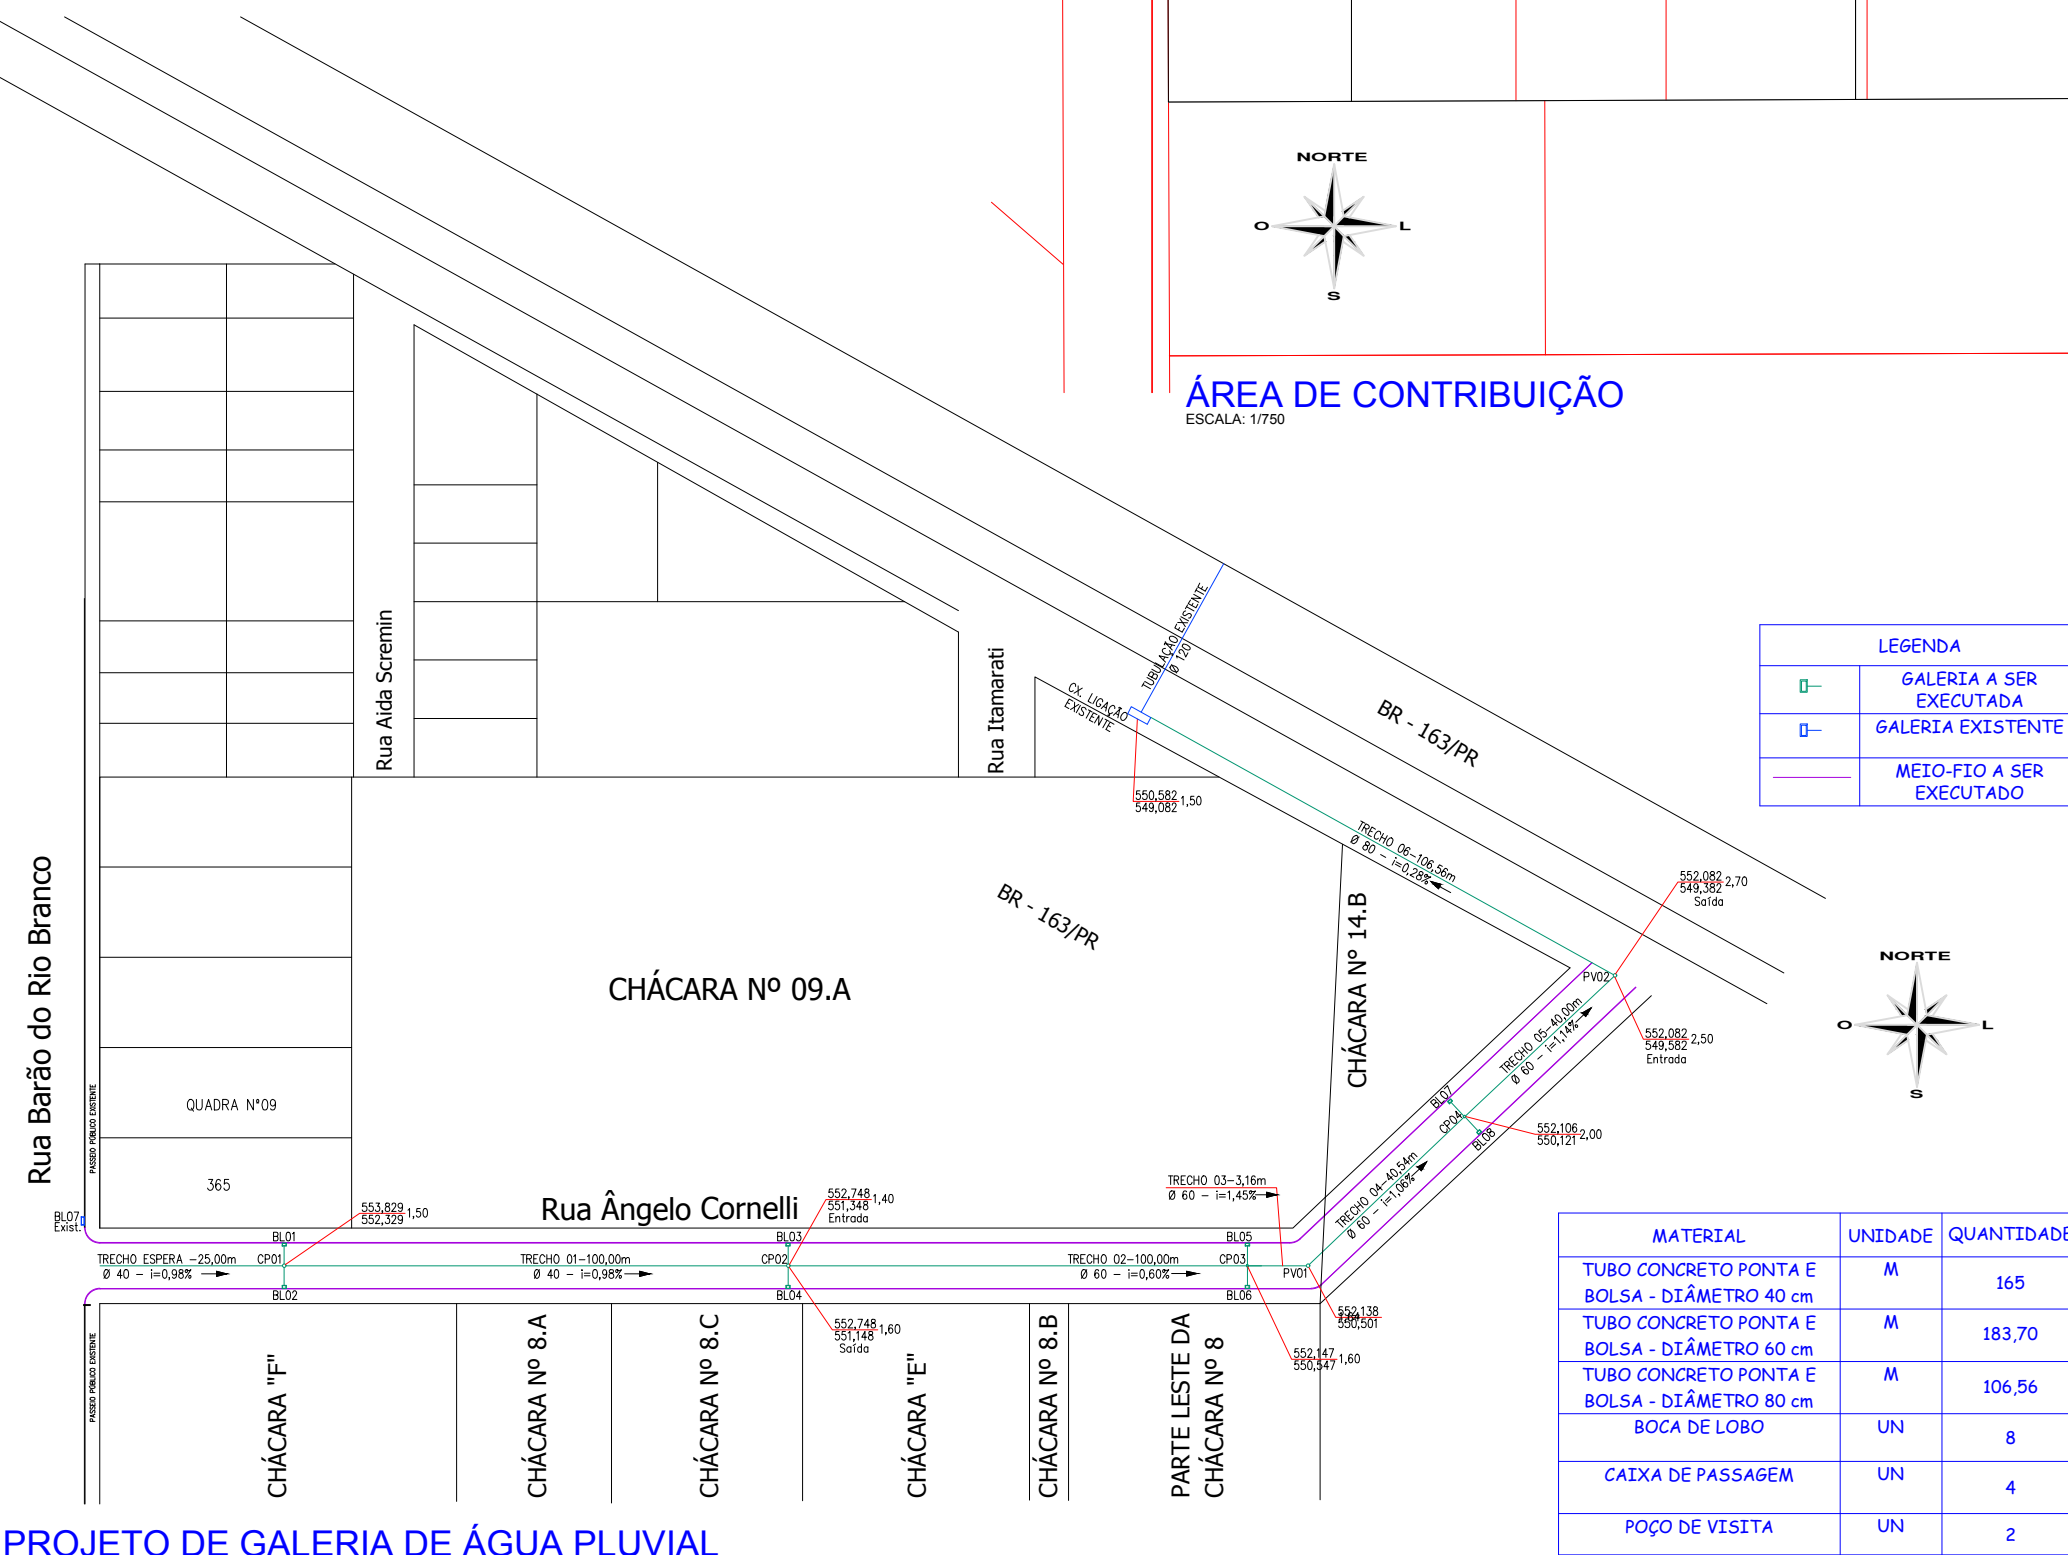 NORTE
O
L
S
ÁREA DE CONTRIBUIÇÃO
ESCALA: 1/750
Rua Aida Scremin
Rua Itamarati
TUBULAÇÃO EXISTENTE
Ø 120
CX. LIGAÇÃO
EXISTENTE
BR - 163/PR
LEGENDA
GALERIA A SER
EXECUTADA
GALERIA EXISTENTE
MEIO-FIO A SER
EXECUTADO
550,582
549,082
1,50
TRECHO 06-106,56m
Ø 80 - i=0,28%
552,082
549,382
2,70
Saída
Rua Barão do Rio Branco
BR - 163/PR
CHÁCARA Nº 09.A
CHÁCARA N° 14.B
PV02
NORTE
O
L
S
TRECHO 05-40,00m
Ø 60 - i=1,14%
552,082
549,582
2,50
Entrada
QUADRA N°09
PASSEIO PÚBLICO EXISTENTE
BL07
CP04
BL08
552,106
550,121
2,00
365
TRECHO 04-40,54m
Ø 60 - i=1,06%
TRECHO 03-3,16m
Ø 60 - i=1,45%
553,829
552,329
1,50
Rua Ângelo Cornelli
552,748
551,348
1,40
Entrada
BL07
Exist.
BL01
BL03
BL05
TRECHO ESPERA -25,00m
Ø 40 - i=0,98%
CP01
TRECHO 01-100,00m
Ø 40 - i=0,98%
CP02
TRECHO 02-100,00m
Ø 60 - i=0,60%
CP03
PV01
BL02
BL04
BL06
552,138
550,501
552,748
551,148
1,60
Saída
552,147
550,547
1,60
PASSEIO PÚBLICO EXISTENTE
CHÁCARA "F"
CHÁCARA Nº 8.A
CHÁCARA Nº 8.C
CHÁCARA "E"
CHÁCARA Nº 8.B
PARTE LESTE DA
CHÁCARA Nº 8
MATERIAL UNIDADE QUANTIDADE
TUBO CONCRETO PONTA E
BOLSA - DIÂMETRO 40 cm
M
165
TUBO CONCRETO PONTA E
BOLSA - DIÂMETRO 60 cm
M
183,70
TUBO CONCRETO PONTA E
BOLSA - DIÂMETRO 80 cm
M
106,56
BOCA DE LOBO UN 8
CAIXA DE PASSAGEM UN 4
POÇO DE VISITA UN 2
PROJETO DE GALERIA DE ÁGUA PLUVIAL